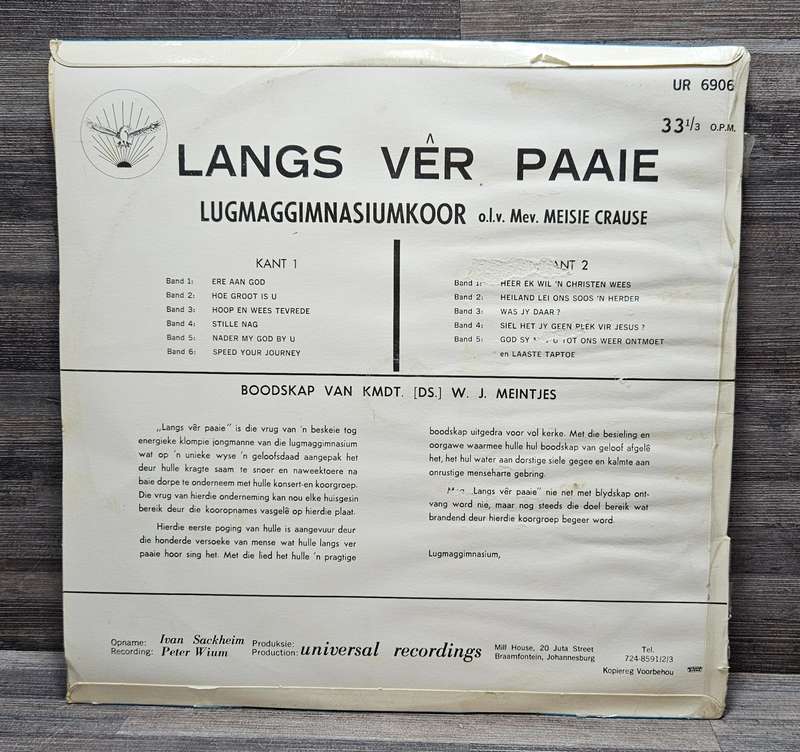 UR 6906
33 1/3 O.P.M.
LANGS VÊR PAAIE
LUGMAGGIMNASIUMKOOR o.l.v. Mev. MEISIE CRAUSE
KANT 1
Band 1: ERE AAN GOD
Band 2: HOE GROOT IS U
Band 3: HOOP EN WEES TEVREDE
Band 4: STILLE NAG
Band 5: NADER MY GOD BY U
Band 6: SPEED YOUR JOURNEY
2
Band 1: HEER EK WIL 'N CHRISTEN WEES
Band 2: HEILAND LEI ONS SOOS 'N HERDER
Band 3: WAS JY DAAR?
Band 4: SIEL HET JY GEEN PLEK VIR JESUS?
Band 5: GOD TOT ONS WEER ONTMOET
en LAASTE TAPTOE
BOODSKAP VAN KMDT. [DS.] W. J. MEINTJES
„Langs vêr paaie" is die vrug van 'n beskeie tog
energieke klompie jongmanne van die lugmaggimnasium
wat op 'n unieke wyse 'n geloofsdaad aangepak het
deur hulle kragte saam te snoer en naweektoere na
baie dorpe te onderneem met hulle konsert-en koorgroep.
Die vrug van hierdie onderneming kan nou elke huisgesin
bereik deur die kooropnames vasgelê op hierdie plaat.
Hierdie eerste poging van hulle is aangevuur deur
die honderde versoeke van mense wat hulle langs ver
paaie hoor sing het. Met die lied het hulle 'n pragtige
boodskap uitgedra voor vol kerke. Met die besieling en
oorgawe waarmee hulle hul boodskap van geloof afgelê
het, het hul water aan dorstige siele gegee en kalmte aan
onrustige menseharte gebring.
„Langs vêr paaie" nie net met blydskap ont-
vang word nie, maar nog steeds die doel bereik wat
brandend deur hierdie koorgroep begeer word.
Lugmaggimnasium,
Opname: Ivan Sackheim
Recording: Peter Wium
Produksie:
Production: universal recordings
Mill House, 20 Juta Street
Braamfontein, Johannesburg
Tel.
724-8591/2/3
Kopiereg Voorbehou